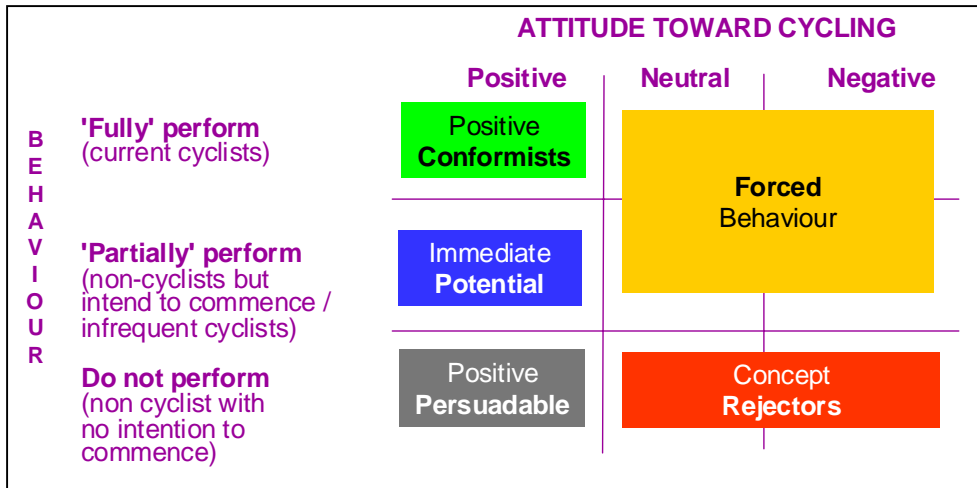 ATTITUDE TOWARD CYCLING
Positive
Neutral
Negative
BEHAVIOUR
'Fully' perform
(current cyclists)
Positive
Conformists
Forced
Behaviour
'Partially' perform
(non-cyclists but
intend to commence /
infrequent cyclists)
Immediate
Potential
Do not perform
(non cyclist with
no intention to
commence)
Positive
Persuadable
Concept
Rejectors